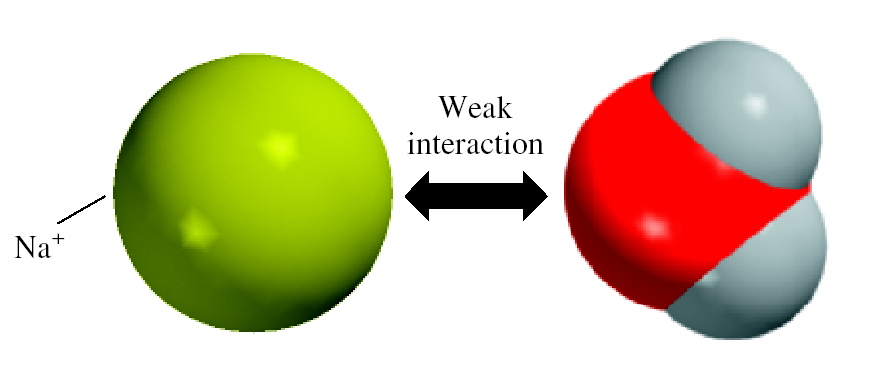 Weak
interaction
Na⁺